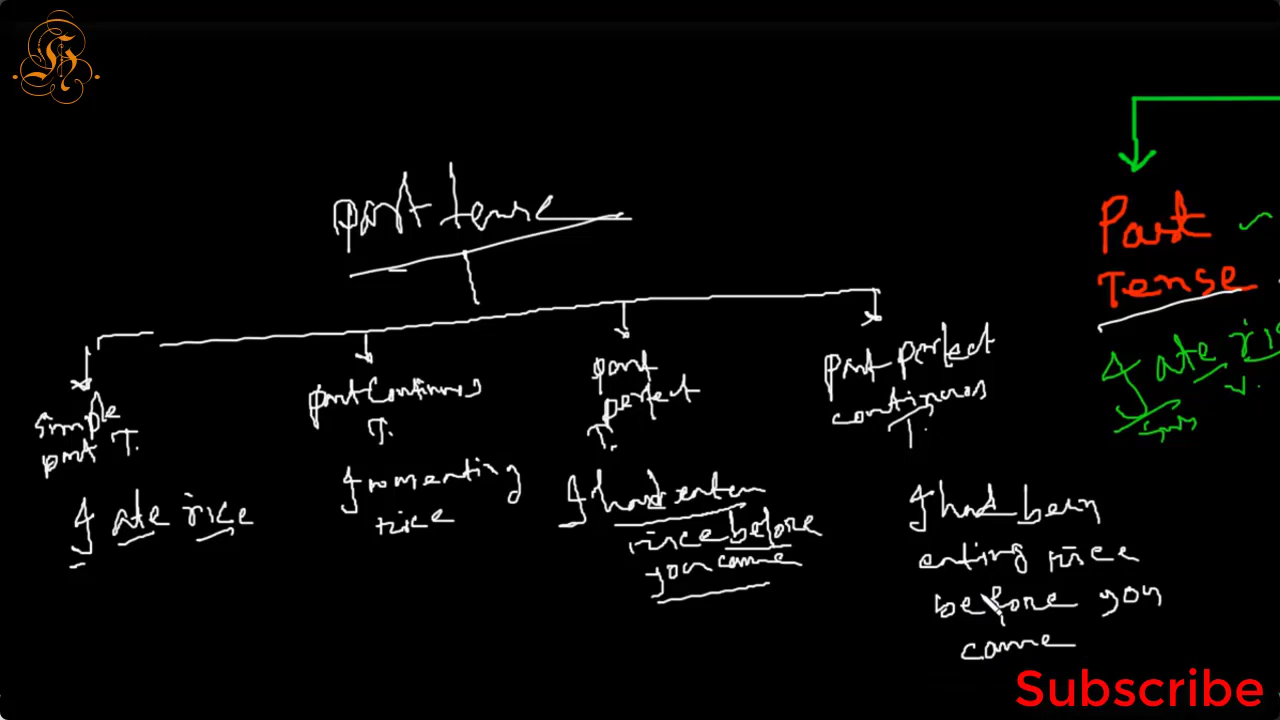 past tense
simple
past T.
I ate rice
past Continuous
T.
I was eating
rice
past
perfect
T.
I had eaten
rice before
you came
past perfect
continuous
T.
I had been
eating rice
before you
came
Past
Tense
I ate
Subscribe